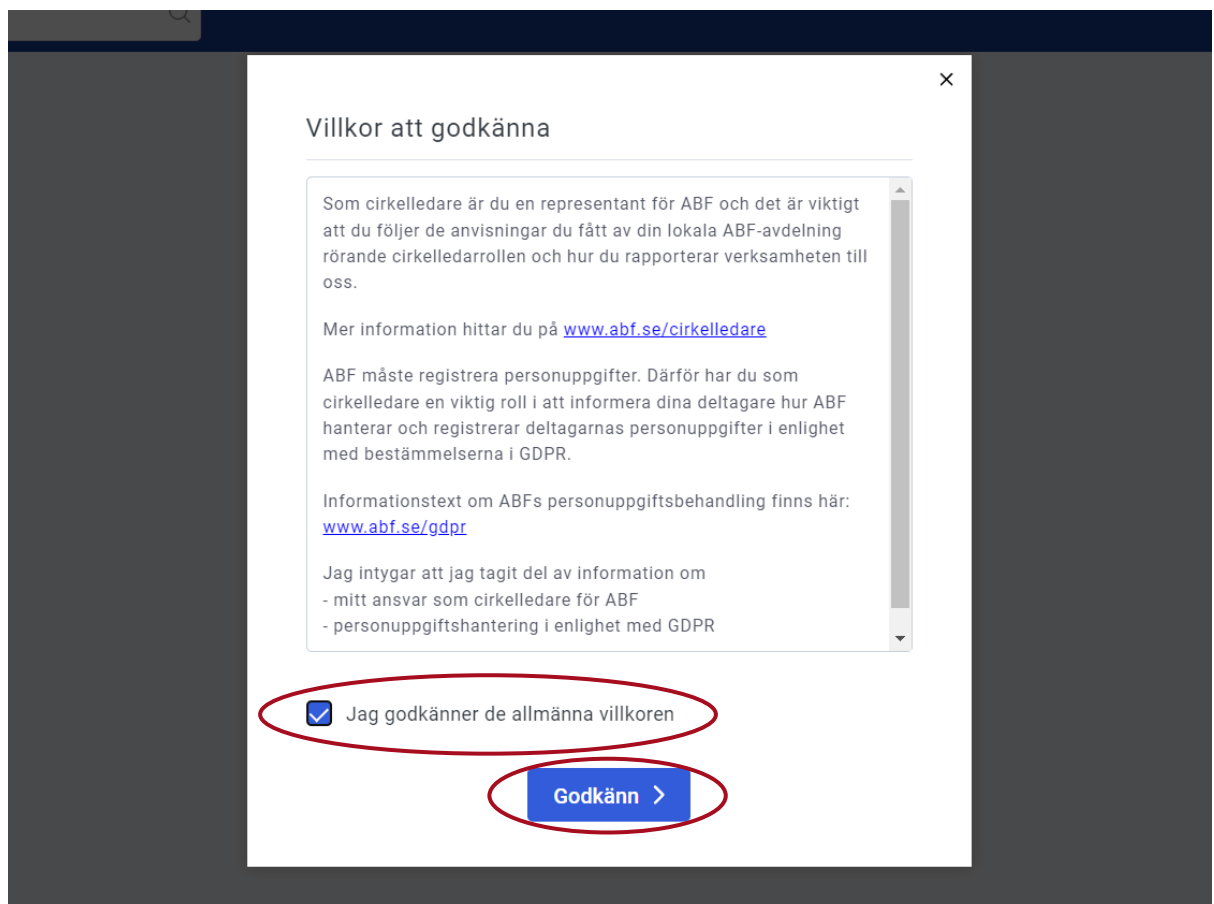 Villkor att godkänna
Som cirkelledare är du en representant för ABF och det är viktigt
att du följer de anvisningar du fått av din lokala ABF-avdelning
rörande cirkelledarrollen och hur du rapporterar verksamheten till
oss.
Mer information hittar du på www.abf.se/cirkelledare
ABF måste registrera personuppgifter. Därför har du som
cirkelledare en viktig roll i att informera dina deltagare hur ABF
hanterar och registrerar deltagarnas personuppgifter i enlighet
med bestämmelserna i GDPR.
Informationstext om ABFs personuppgiftsbehandling finns här:
www.abf.se/gdpr
Jag intygar att jag tagit del av information om
- mitt ansvar som cirkelledare för ABF
- personuppgiftshantering i enlighet med GDPR
Jag godkänner de allmänna villkoren
Godkänn